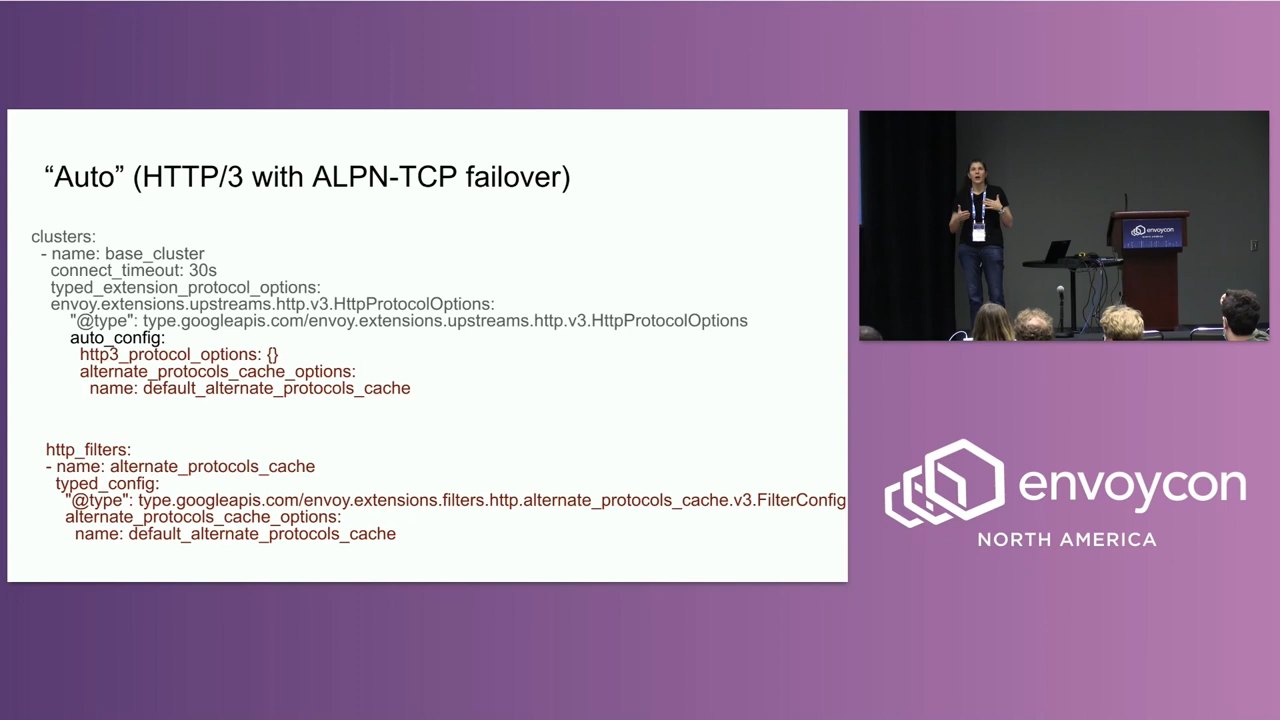 “Auto” (HTTP/3 with ALPN-TCP failover)
clusters:
- name: base_cluster
connect_timeout: 30s
typed_extension_protocol_options:
envoy.extensions.upstreams.http.v3.HttpProtocolOptions:
"@type": type.googleapis.com/envoy.extensions.upstreams.http.v3.HttpProtocolOptions
auto_config:
http3_protocol_options: {}
alternate_protocols_cache_options:
name: default_alternate_protocols_cache
http_filters:
- name: alternate_protocols_cache
typed_config:
"@type": type.googleapis.com/envoy.extensions.filters.http.alternate_protocols_cache.v3.FilterConfig
alternate_protocols_cache_options:
name: default_alternate_protocols_cache
envoycon
envoycon
NORTH AMERICA